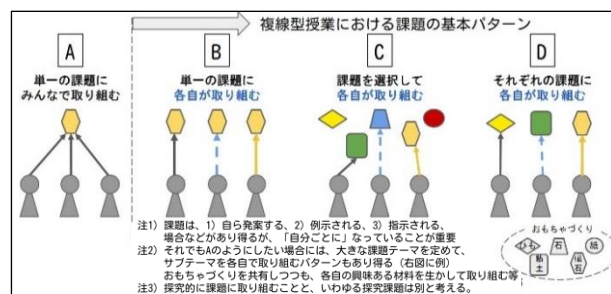 複線型授業における課題の基本パターン
A
単一の課題に
みんなで取り組む
B
単一の課題に
各自が取り組む
C
課題を選択して
各自が取り組む
D
それぞれの課題に
各自が取り組む
注1) 課題は、1) 自ら発案する、2) 例示される、3) 指示される、
場合などがあり得るが、「自分ごとに」なっていることが重要
注2) それでもAのようにしたい場合には、大きな課題テーマを定めて、
サブテーマを各自で取り組むパターンもあり得る(右図に例)
おもちゃづくりを共有しつつも、各自の興味ある材料を生かして取り組む等
注3) 探究的に課題に取り組むことと、いわゆる探究課題は別と考える。
おもちゃづくり
ひも
石
紙
粘土
磁石